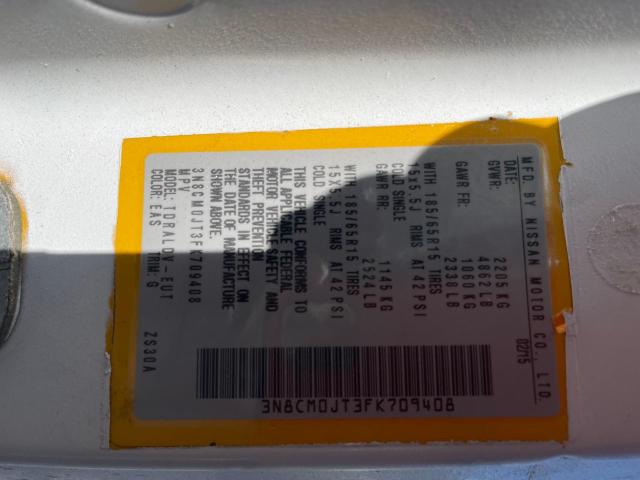 MFD. BY NISSAN MOTOR CO., LTD.
DATE: 02/15
GVWR: 2205 KG 4862 LB
GAWR FR: 1060 KG 2338 LB
WITH 185/65R15 TIRES
15X5.5J RIMS AT 42 PSI
COLD SINGLE
GAWR RR: 1145 KG 2524 LB
WITH 185/65R15 TIRES
15X5.5J RIMS AT 42 PSI
COLD SINGLE
THIS VEHICLE CONFORMS TO
ALL APPLICABLE FEDERAL
MOTOR VEHICLE SAFETY AND
THEFT PREVENTION
STANDARDS IN EFFECT ON
THE DATE OF MANUFACTURE
SHOWN ABOVE.
3N8CM0JT3FK709408
MPV
MODEL: IDRALQV-EUT
COLOR: EAS TRIM: G ZS30A
3N8CM0JT3FK709408